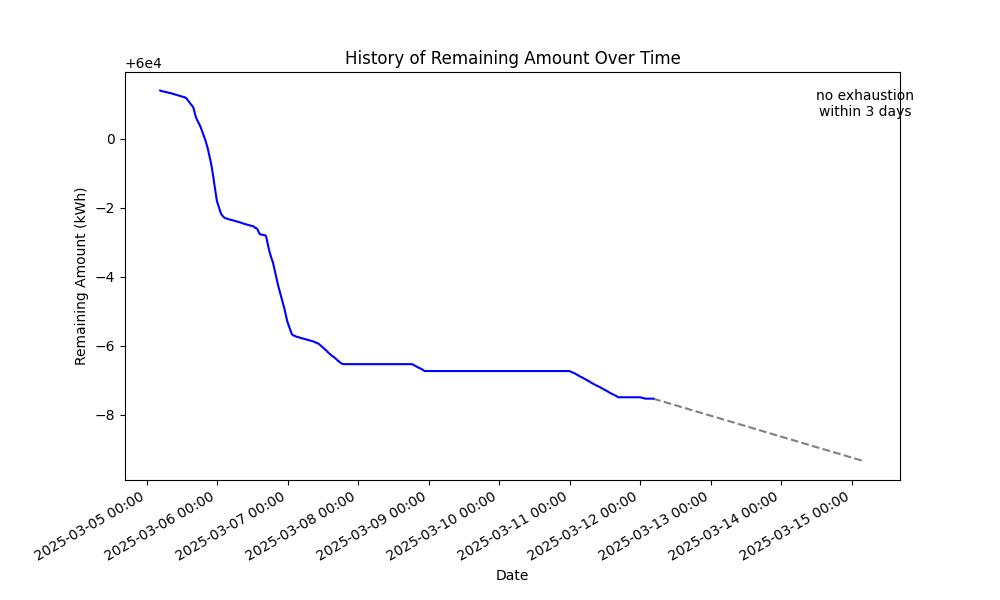 History of Remaining Amount Over Time
+6e4
no exhaustion
within 3 days
Remaining Amount (kWh)
0
−2
−4
−6
−8
2025-03-05 00:00
2025-03-06 00:00
2025-03-07 00:00
2025-03-08 00:00
2025-03-09 00:00
2025-03-10 00:00
2025-03-11 00:00
2025-03-12 00:00
2025-03-13 00:00
2025-03-14 00:00
2025-03-15 00:00
Date